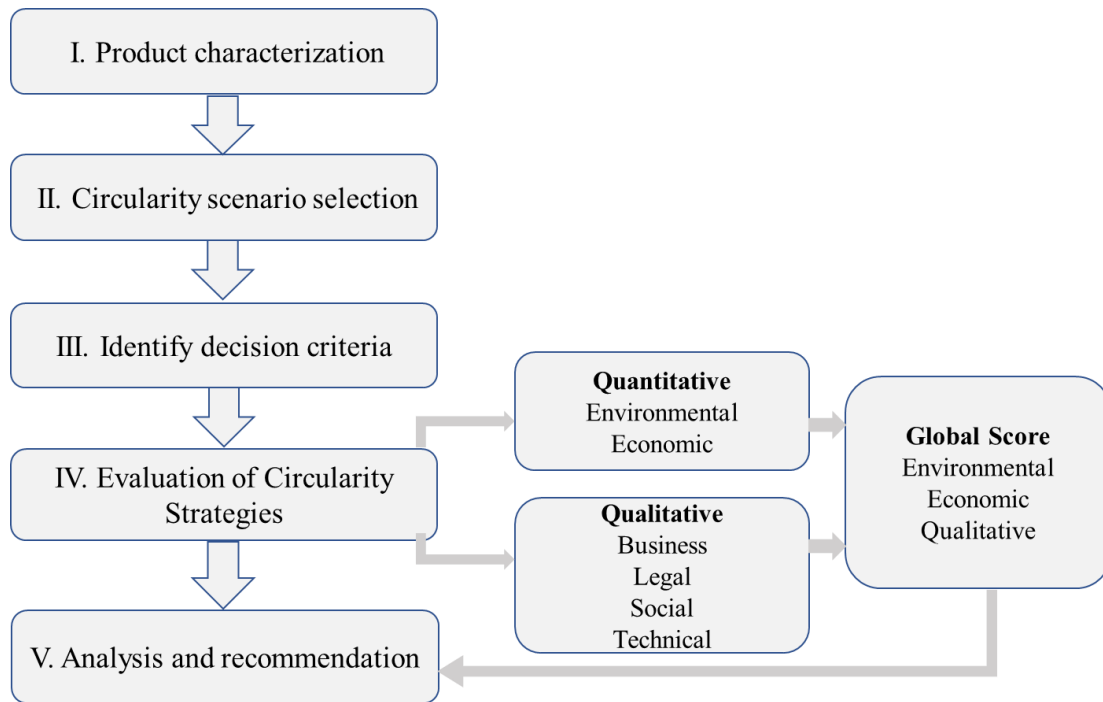 I. Product characterization
II. Circularity scenario selection
III. Identify decision criteria
IV. Evaluation of Circularity
Strategies
V. Analysis and recommendation
Quantitative
Environmental
Economic
Qualitative
Business
Legal
Social
Technical
Global Score
Environmental
Economic
Qualitative